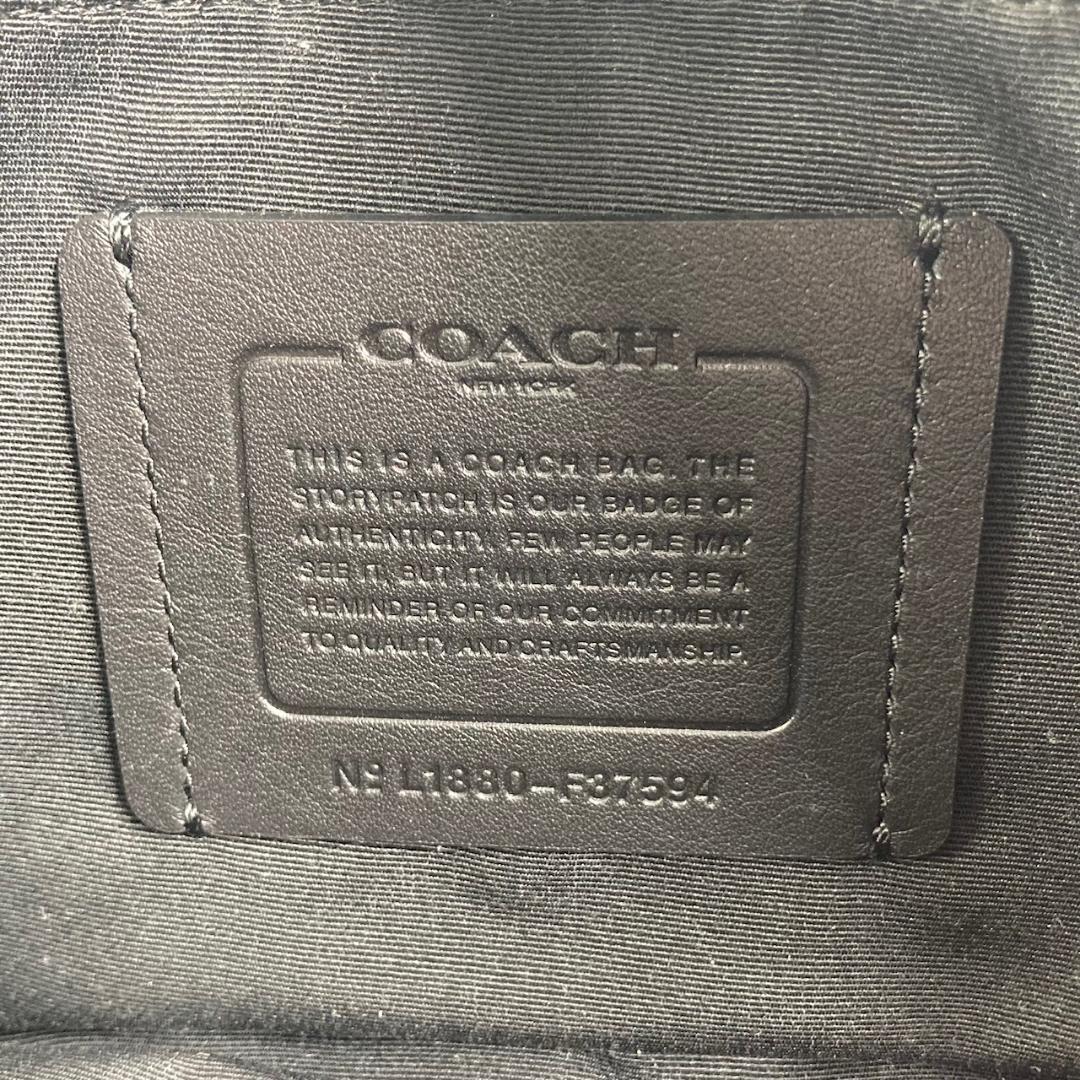 COACH
NEW YORK
THIS IS A COACH BAG. THE
STORYPATCH IS OUR BADGE OF
AUTHENTICITY. FEW PEOPLE MAY
SEE IT, BUT IT WILL ALWAYS BE A
REMINDER OF OUR COMMITMENT
TO QUALITY AND CRAFTSMANSHIP.
Nº L1880-F37594